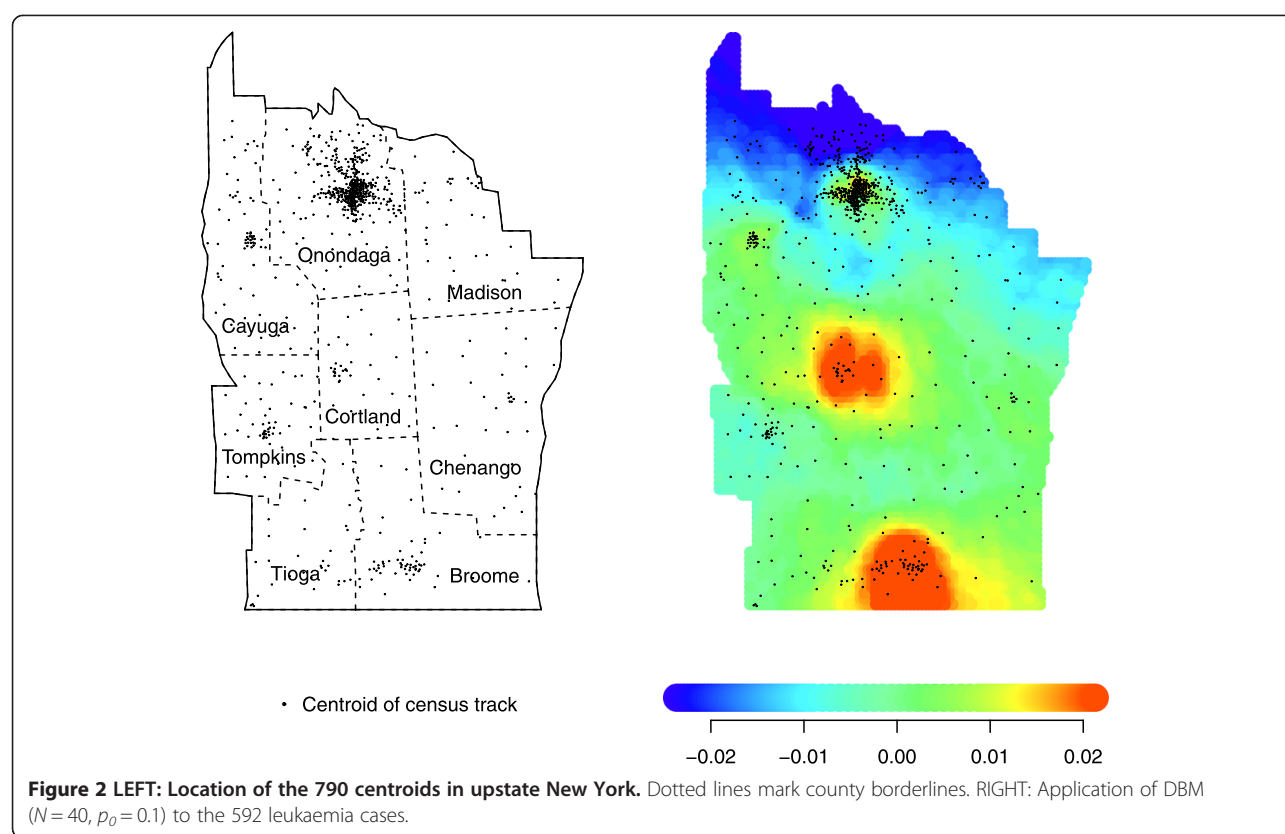 Onondaga
Madison
Cayuga
Cortland
Tompkins
Chenango
Tioga
Broome
Centroid of census track
−0.02 −0.01 0.00 0.01 0.02
Figure 2 LEFT: Location of the 790 centroids in upstate New York. Dotted lines mark county borderlines. RIGHT: Application of DBM
(N = 40, p₀ = 0.1) to the 592 leukaemia cases.